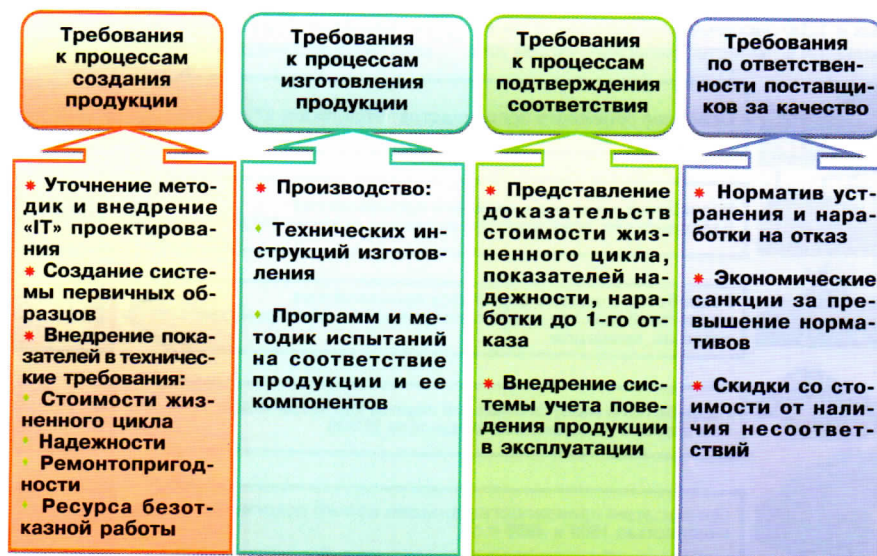 Требования
к процессам
создания
продукции
Требования
к процессам
изготовления
продукции
Требования
к процессам
подтверждения
соответствия
Требования
по ответствен-
ности поставщи-
ков за качество
* Уточнение мето-
дик и внедрение
«IT» проектирова-
ния
* Создание систе-
мы первичных об-
разцов
* Внедрение пока-
зателей в техничес-
кие требования:
• Стоимости жиз-
ненного цикла
• Надежности
• Ремонтопригод-
ности
• Ресурса безот-
казной работы
* Производство:
• Технических ин-
струкций изготов-
ления
• Программ и ме-
тодик испытаний
на соответствие
продукции и ее
компонентов
* Представление
доказательств
стоимости жиз-
ненного цикла,
показателей на-
дежности, нара-
ботки до 1-го от-
каза
* Внедрение сис-
темы учета пове-
дения продукции
в эксплуатации
* Норматив уст-
ранения и нара-
ботки на отказ
* Экономические
санкции за пре-
вышение норма-
тивов
* Скидки со сто-
имости от нали-
чия несоответ-
ствий